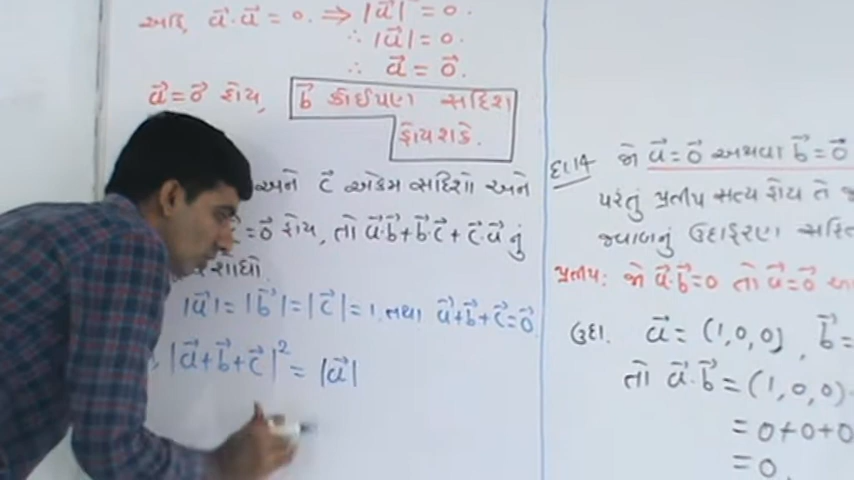 અહિં, a⃗·a⃗ = 0. ⇒ |a⃗| = 0.
∴ |a⃗| = 0.
∴ a⃗ = 0⃗.
a⃗ = 0⃗ હોય, b⃗ કોઈપણ સદિશ
હોય શકે.
અને c⃗ એકમ સદિશો અને
= 0⃗ હોય, તો a⃗·b⃗ + b⃗·c⃗ + c⃗·a⃗ નું
શોધો.
|a⃗| = |b⃗| = |c⃗| = 1. તથા a⃗+b⃗+c⃗ = 0⃗
|a⃗+b⃗+c⃗|² = |a⃗|
દા.14 જો a⃗ = 0⃗ અથવા b⃗ = 0⃗
પરંતુ પ્રતીપ સત્ય હોય તે
જવાબનું ઉદાહરણ
પ્રતીપ: જો a⃗·b⃗ = 0 તો a⃗ = 0⃗
ઉદા. a⃗ = (1, 0, 0), b⃗ =
તો a⃗·b⃗ = (1, 0, 0)·
= 0+0+0
= 0.